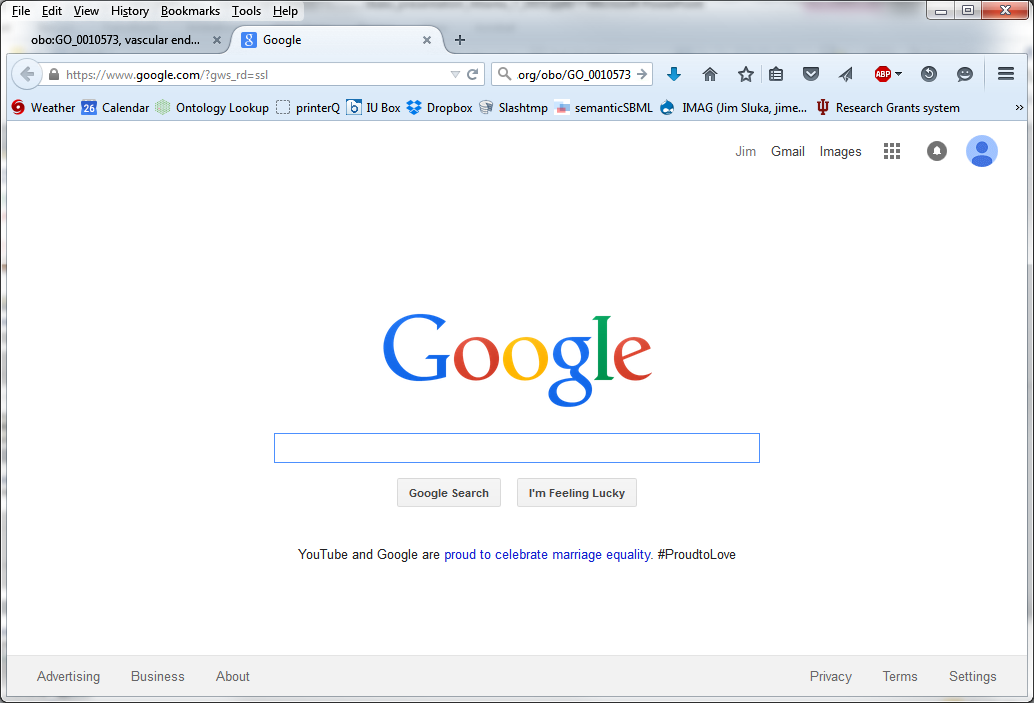 File Edit View History Bookmarks Tools Help
obo:GO_0010573, vascular end... Google
https://www.google.com/?gws_rd=ssl .org/obo/GO_0010573 ABP
Weather 26 Calendar Ontology Lookup printerQ IU Box Dropbox Slashtmp semanticSBML IMAG (Jim Sluka, jime... Research Grants system
Jim Gmail Images
Google
Google Search I'm Feeling Lucky
YouTube and Google are proud to celebrate marriage equality. #ProudtoLove
Advertising Business About Privacy Terms Settings